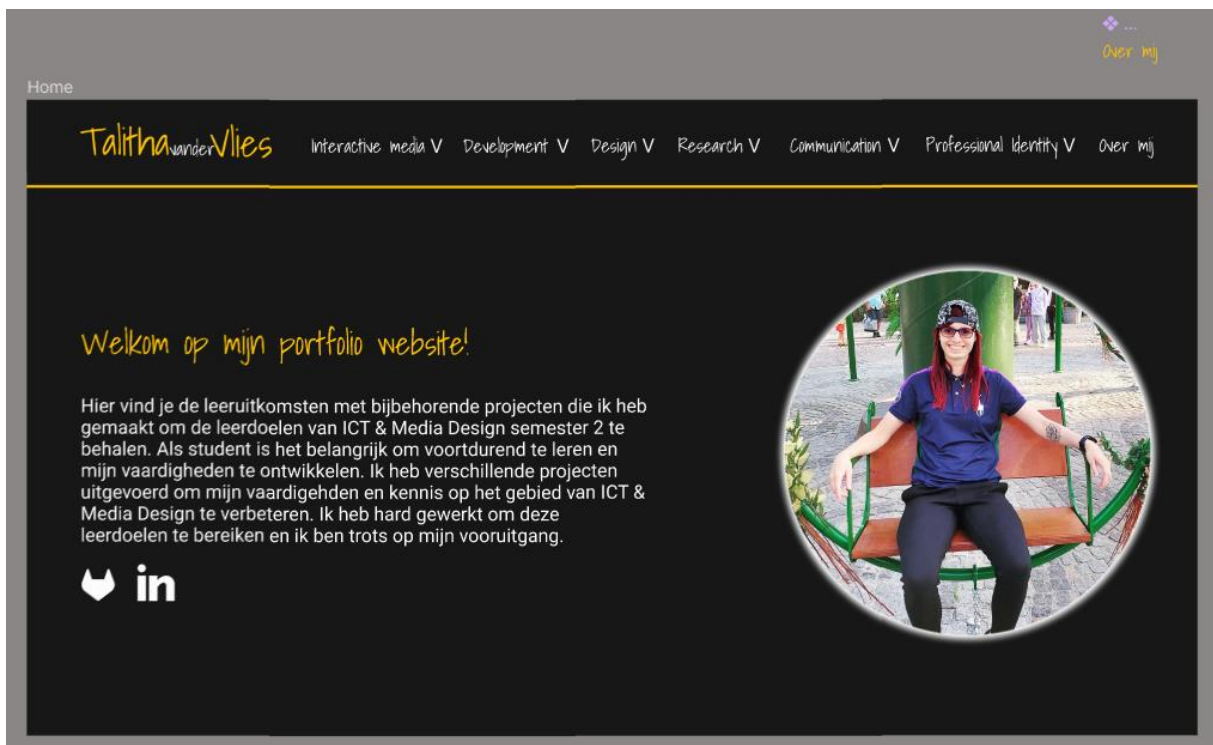 ...
Over mij
Home
TalithavanderVlies
Interactive media V Development V Design V Research V Communication V Professional Identity V Over mij
Welkom op mijn portfolio website!
Hier vind je de leeruitkomsten met bijbehorende projecten die ik heb
gemaakt om de leerdoelen van ICT & Media Design semester 2 te
behalen. Als student is het belangrijk om voortdurend te leren en
mijn vaardigheden te ontwikkelen. Ik heb verschillende projecten
uitgevoerd om mijn vaardigehden en kennis op het gebied van ICT &
Media Design te verbeteren. Ik heb hard gewerkt om deze
leerdoelen te bereiken en ik ben trots op mijn vooruitgang.
in